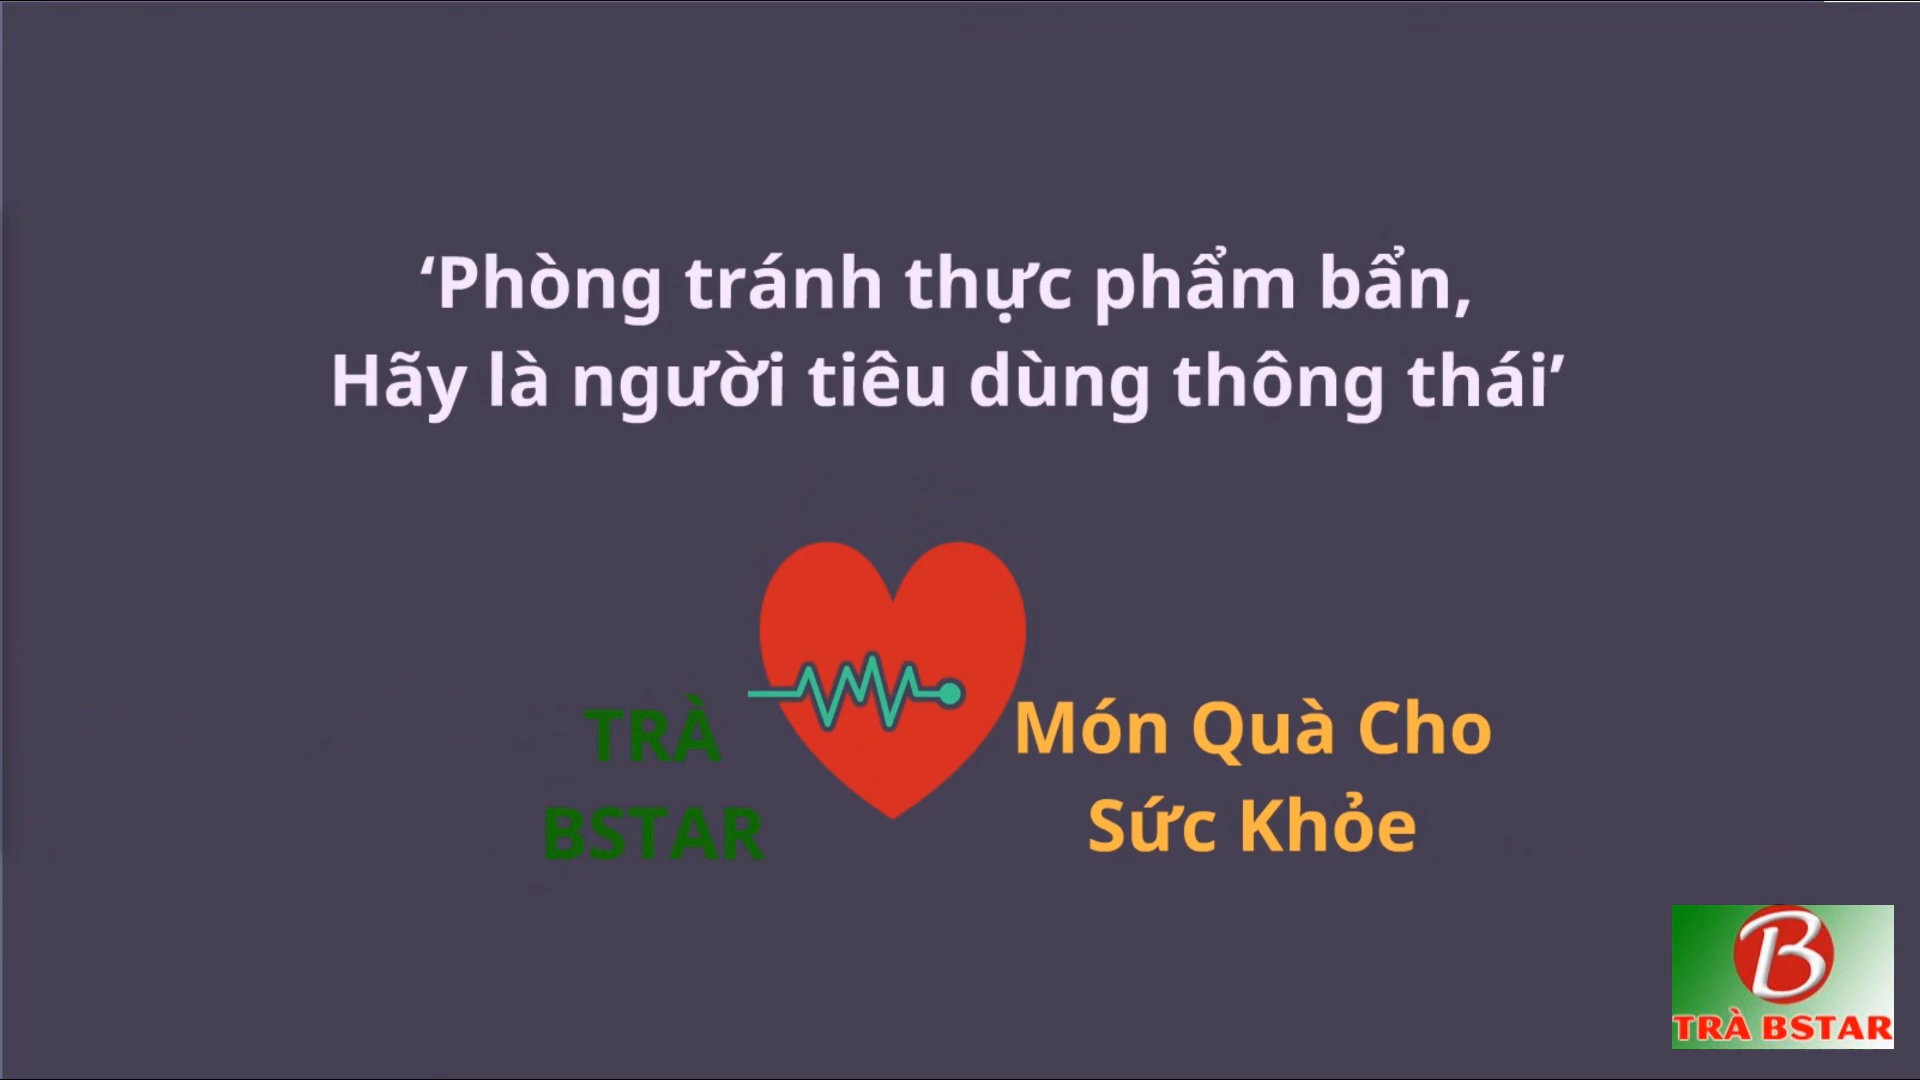 ‘Phòng tránh thực phẩm bẩn,
Hãy là người tiêu dùng thông thái’
TRÀ
BSTAR
Món Quà Cho
Sức Khỏe
B
TRÀ BSTAR